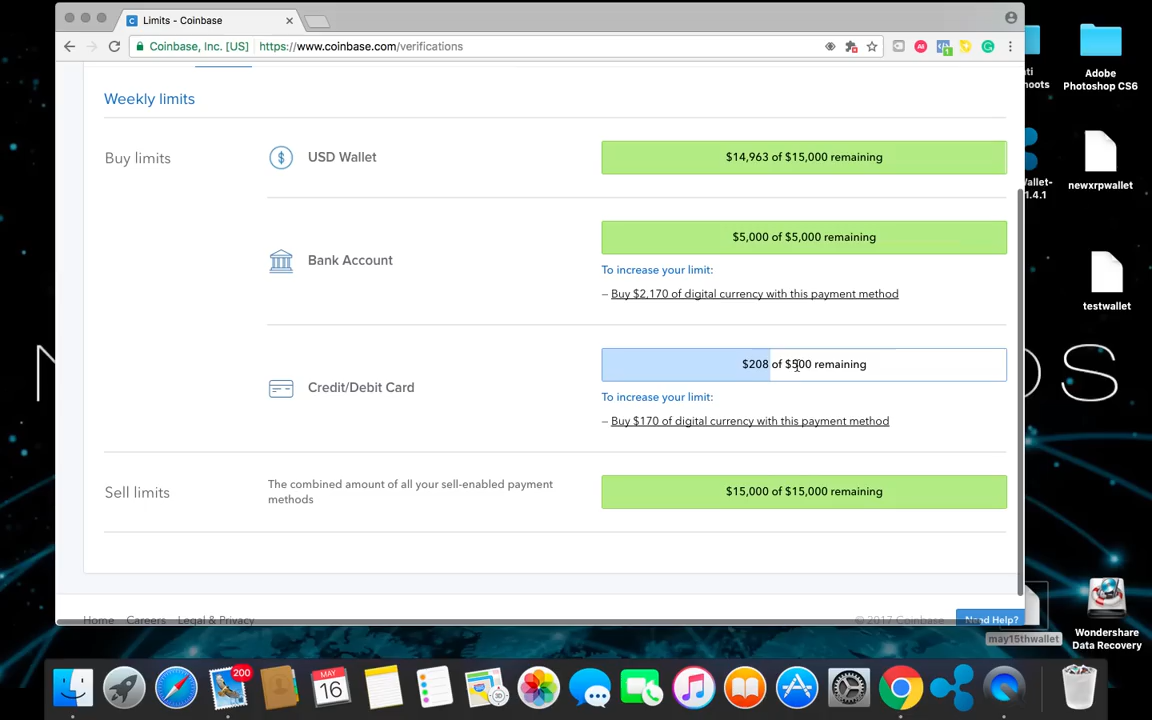 Limits - Coinbase
Coinbase, Inc. [US] https://www.coinbase.com/verifications
Weekly limits
Buy limits
USD Wallet
$14,963 of $15,000 remaining
Bank Account
$5,000 of $5,000 remaining
To increase your limit:
– Buy $2,170 of digital currency with this payment method
Credit/Debit Card
$208 of $500 remaining
To increase your limit:
– Buy $170 of digital currency with this payment method
Sell limits
The combined amount of all your sell-enabled payment
methods
$15,000 of $15,000 remaining
Home Careers Legal & Privacy
© 2017 Coinbase
Need Help?
Adobe
Photoshop CS6
newxrpwallet
1.4.1
testwallet
may15thwallet
Wondershare
Data Recovery
200
MAY
16